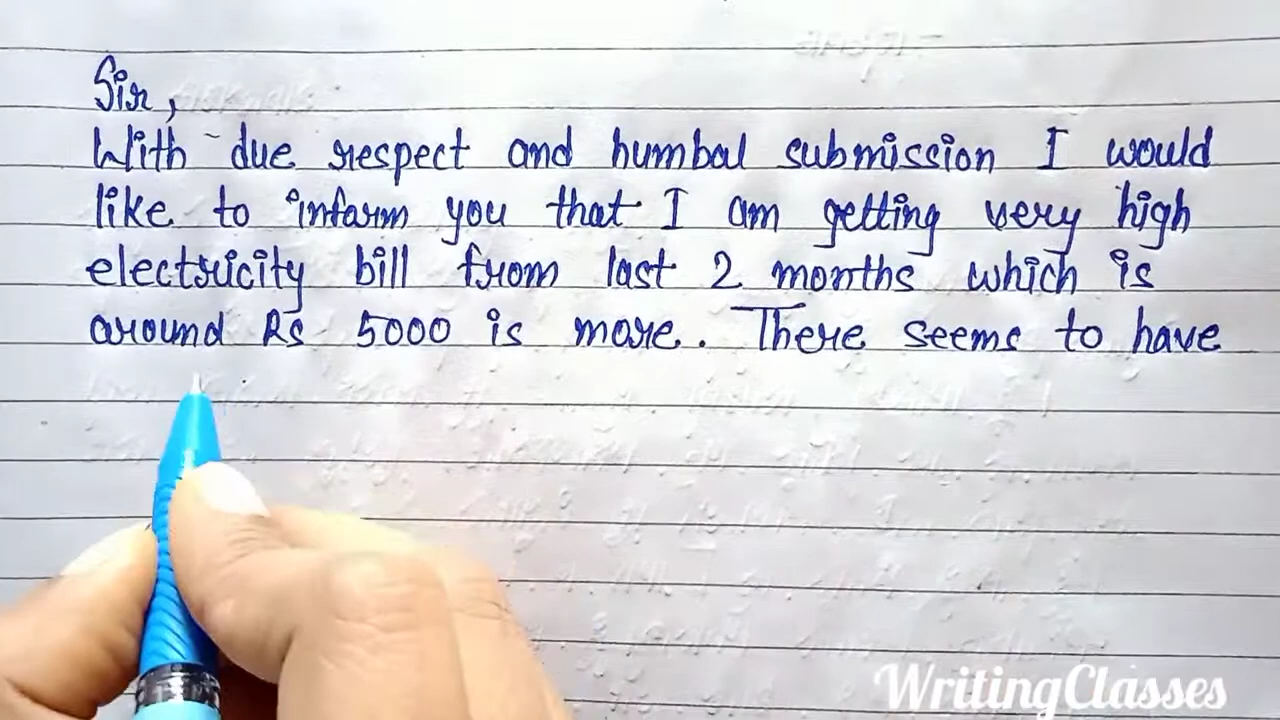 Sir,
With due respect and humbal submission I would
like to infarm you that I am getting very high
electricity bill from last 2 months which is
around Rs 5000 is more. There seems to have
WritingClasses